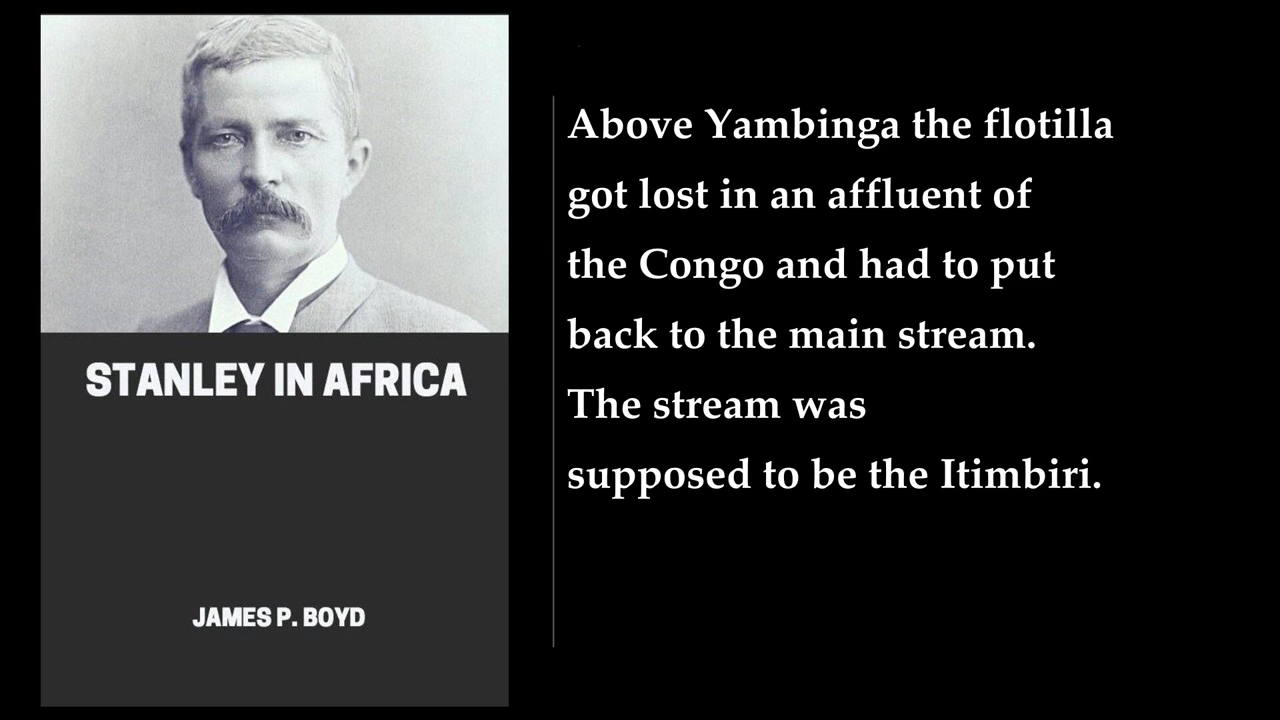 STANLEY IN AFRICA
JAMES P. BOYD
Above Yambinga the flotilla
got lost in an affluent of
the Congo and had to put
back to the main stream.
The stream was
supposed to be the Itimbiri.